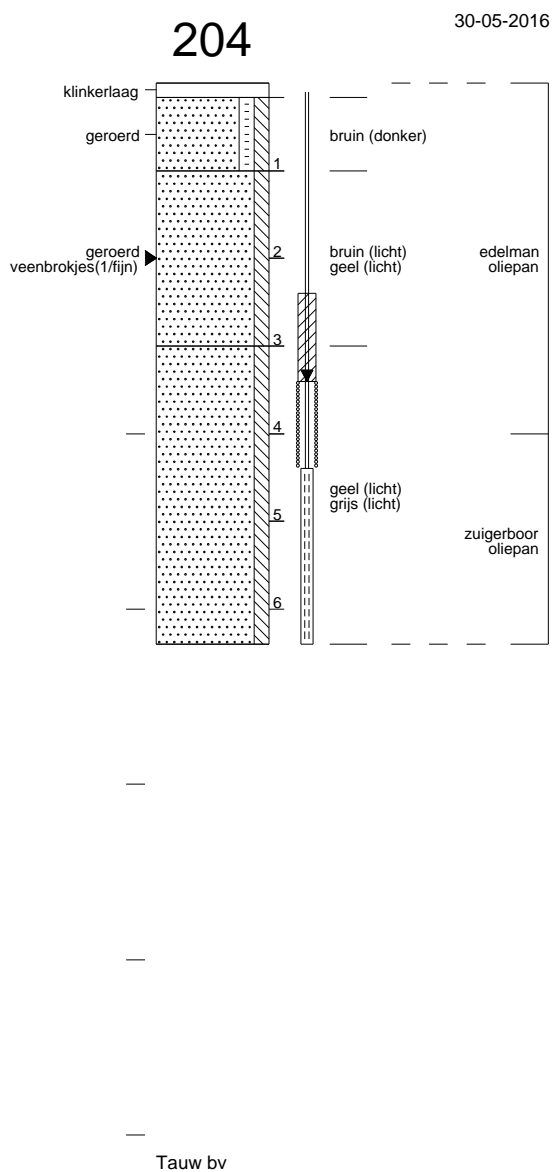 30-05-2016
204
klinkerlaag
geroerd
bruin (donker)
1
geroerd
veenbrokjes(1/fijn)
2
bruin (licht)
geel (licht)
edelman
oliepan
3
4
geel (licht)
grijs (licht)
5
zuigerboor
oliepan
6
Tauw bv